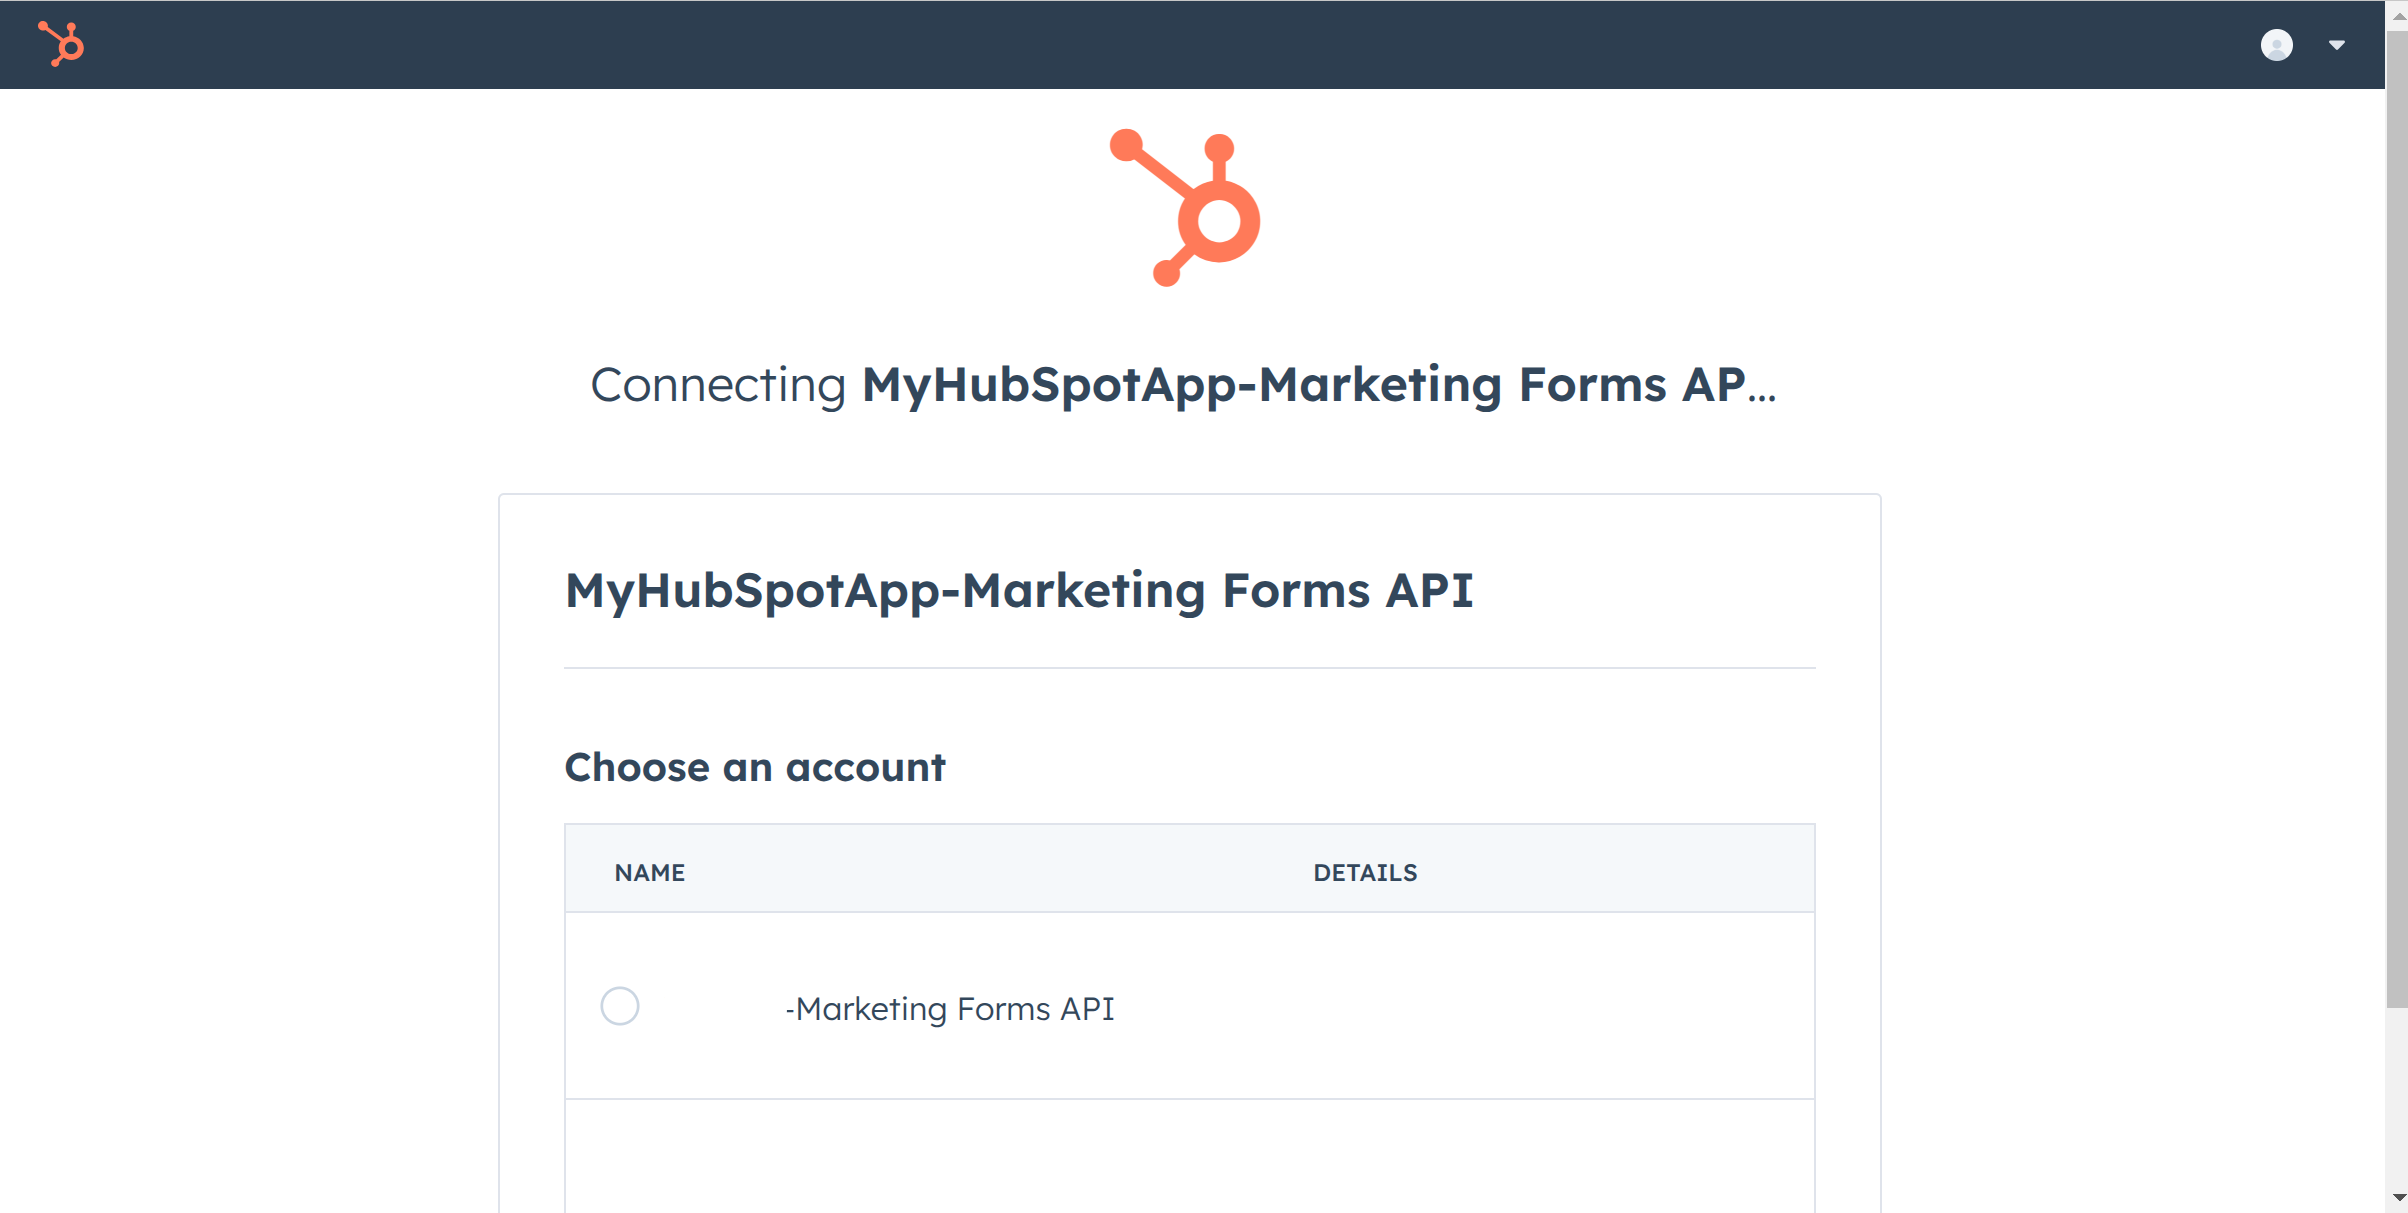 Connecting MyHubSpotApp-Marketing Forms AP...
MyHubSpotApp-Marketing Forms API
Choose an account
NAME DETAILS
-Marketing Forms API